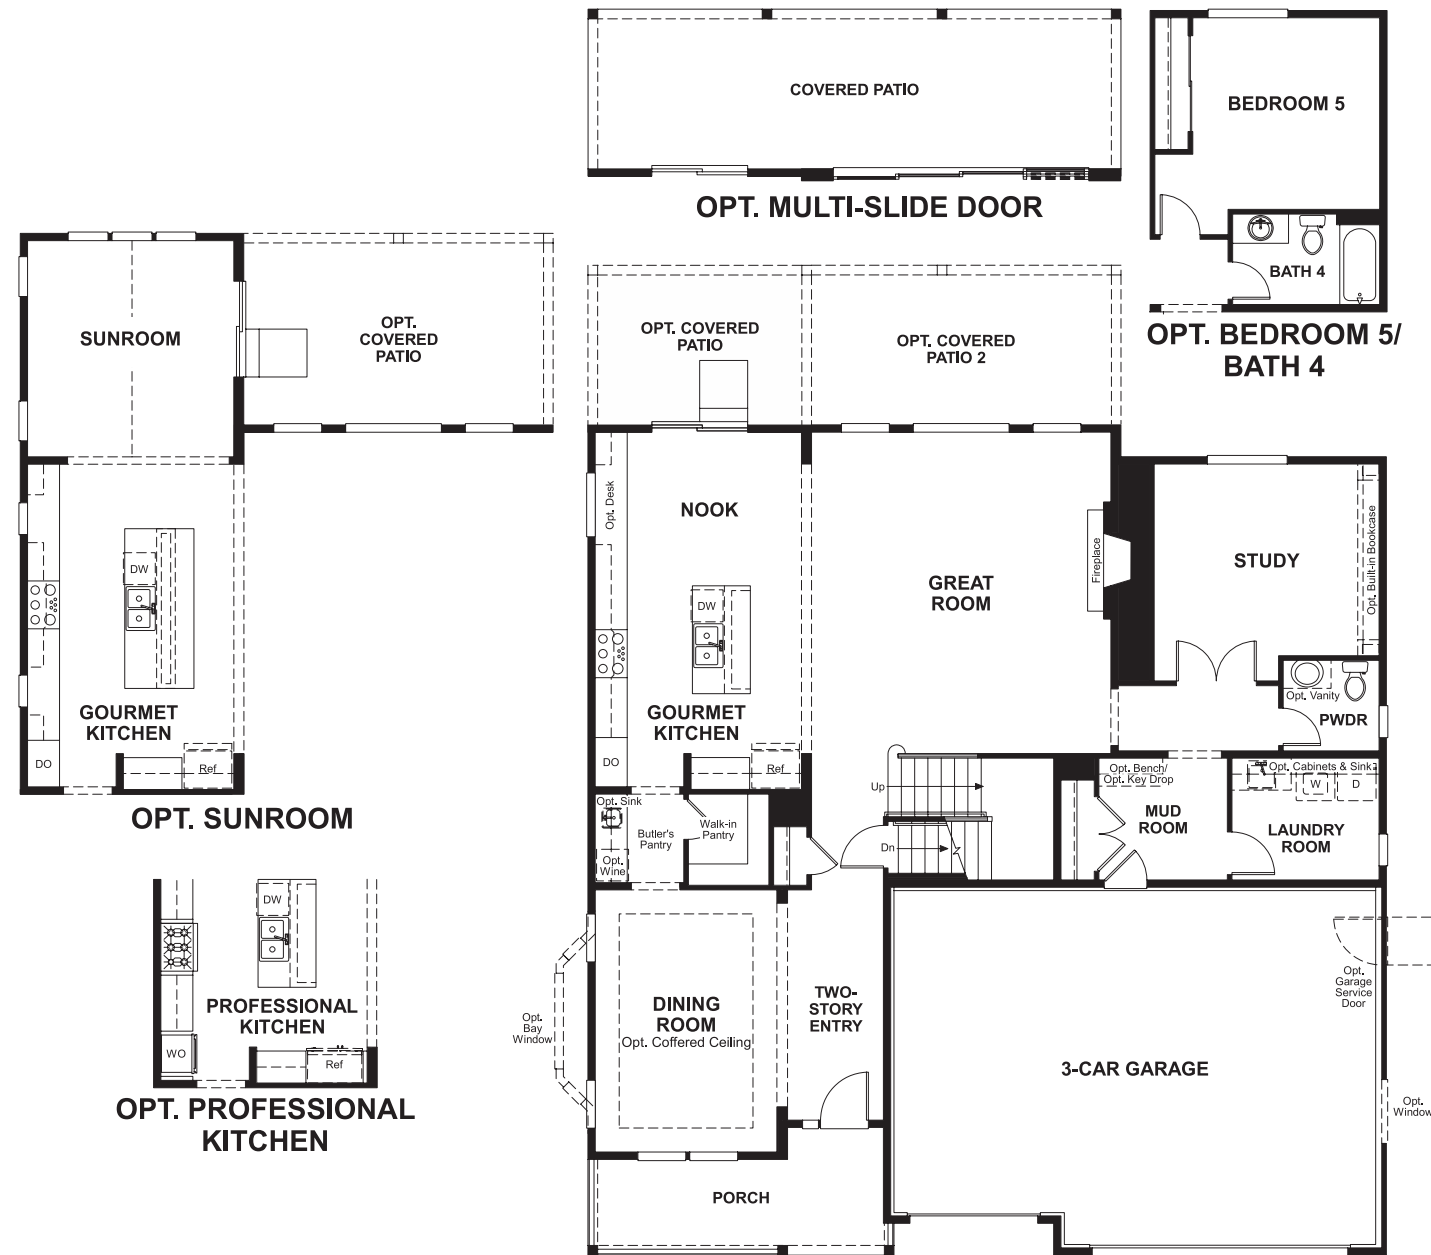 COVERED PATIO
OPT. MULTI-SLIDE DOOR
BEDROOM 5
BATH 4
OPT. BEDROOM 5/
BATH 4
SUNROOM
OPT.
COVERED
PATIO
DW
GOURMET
KITCHEN
DO
Ref
OPT. SUNROOM
OPT. COVERED
PATIO
OPT. COVERED
PATIO 2
Opt. Desk
NOOK
DW
GREAT
ROOM
Fireplace
STUDY
Opt. Built-in Bookcase
GOURMET
KITCHEN
DO
Ref
Opt. Vanity
PWDR
Up
Dn
Opt. Bench/
Opt. Key Drop
MUD
ROOM
Opt. Cabinets & Sink
W
D
LAUNDRY
ROOM
Opt. Sink
Butler's
Pantry
Walk-in
Pantry
Opt.
Wine
DW
PROFESSIONAL
KITCHEN
WO
Ref
OPT. PROFESSIONAL
KITCHEN
Opt.
Bay
Window
DINING
ROOM
Opt. Coffered Ceiling
TWO-
STORY
ENTRY
Opt.
Garage
Service
Door
3-CAR GARAGE
Opt.
Window
PORCH